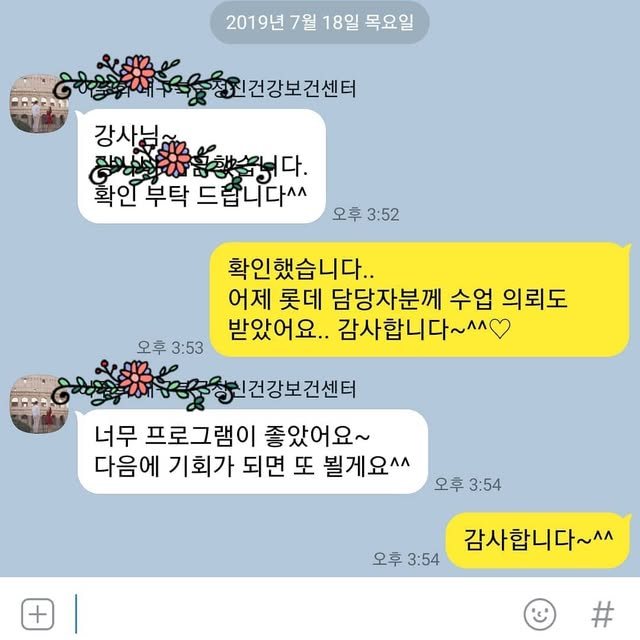 2019년 7월 18일 목요일
정신건강보건센터
강사님~
확인 부탁 드립니다^^
오후 3:52
확인했습니다..
어제 롯데 담당자분께 수업 의뢰도
받았어요.. 감사합니다~^^♡
오후 3:53
정신건강보건센터
너무 프로그램이 좋았어요~
다음에 기회가 되면 또 뵐게요^^
오후 3:54
감사합니다~^^
오후 3:54
#